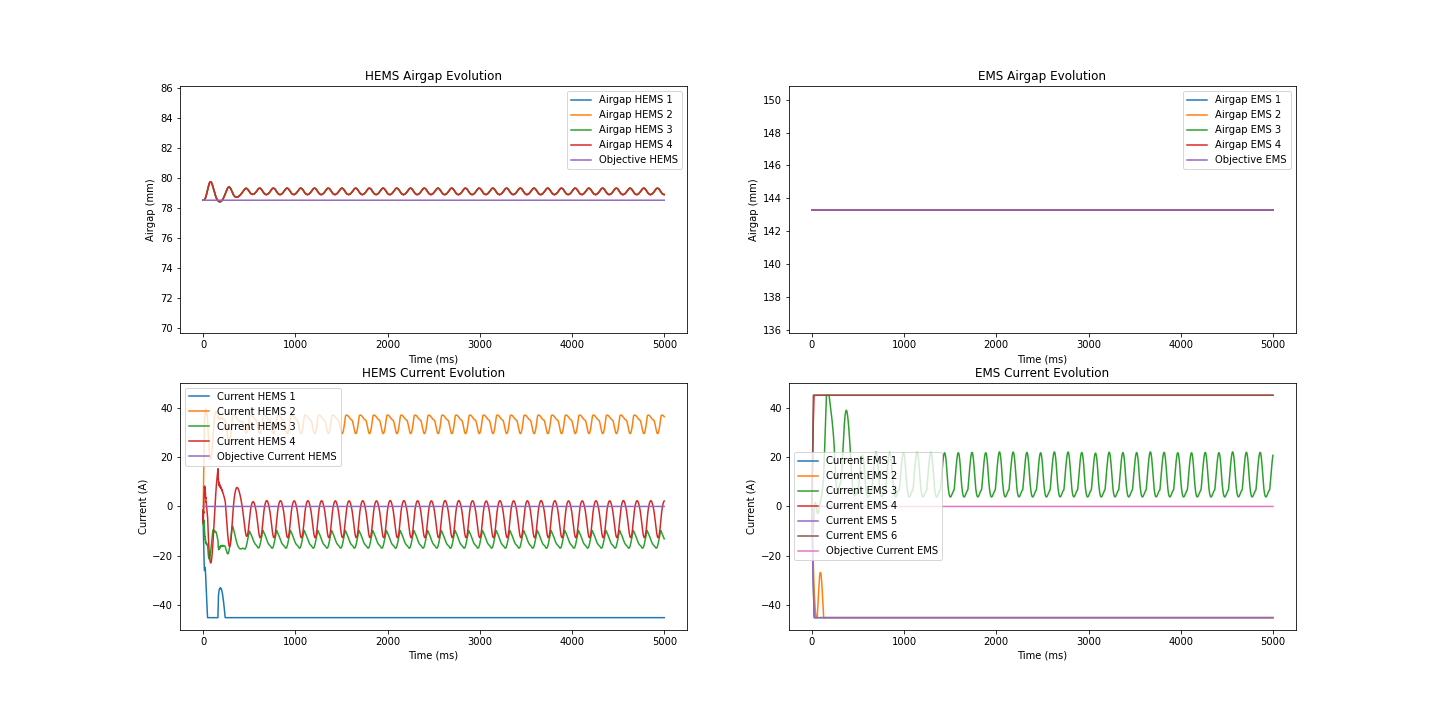 HEMS Airgap Evolution
86
84
82
80
78
76
74
72
70
Airgap (mm)
Airgap HEMS 1
Airgap HEMS 2
Airgap HEMS 3
Airgap HEMS 4
Objective HEMS
0 1000 2000 3000 4000 5000
Time (ms)
EMS Airgap Evolution
150
148
146
144
142
140
138
136
Airgap (mm)
Airgap EMS 1
Airgap EMS 2
Airgap EMS 3
Airgap EMS 4
Objective EMS
0 1000 2000 3000 4000 5000
Time (ms)
HEMS Current Evolution
40
20
0
−20
−40
Current (A)
Current HEMS 1
Current HEMS 2
Current HEMS 3
Current HEMS 4
Objective Current HEMS
0 1000 2000 3000 4000 5000
Time (ms)
EMS Current Evolution
40
20
0
−20
−40
Current (A)
Current EMS 1
Current EMS 2
Current EMS 3
Current EMS 4
Current EMS 5
Current EMS 6
Objective Current EMS
0 1000 2000 3000 4000 5000
Time (ms)